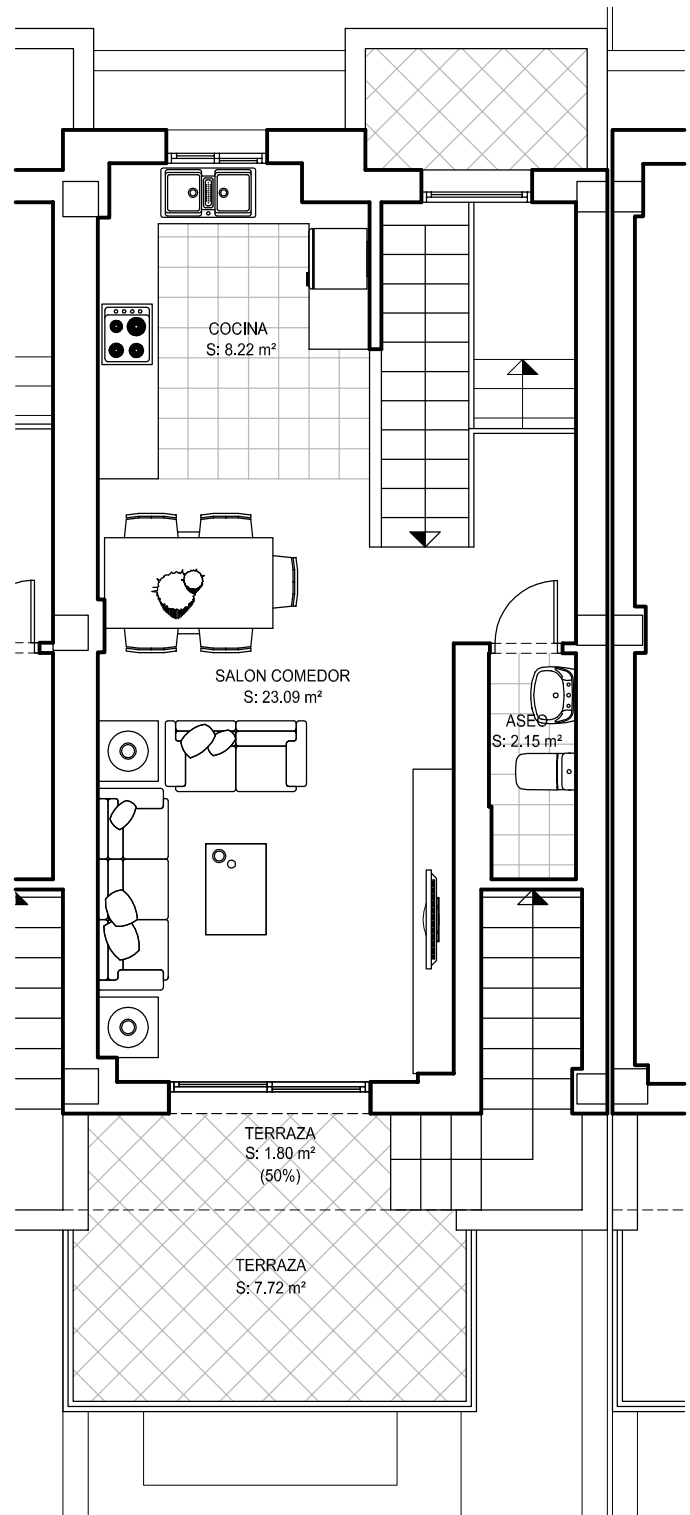 COCINA
S: 8.22 m²
SALON COMEDOR
S: 23.09 m²
ASEO
S: 2.15 m²
TERRAZA
S: 1.80 m²
(50%)
TERRAZA
S: 7.72 m²